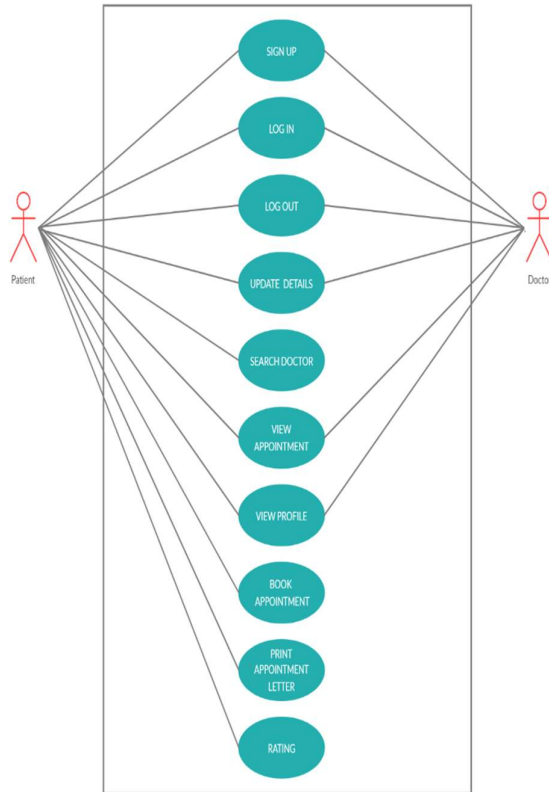 SIGN UP
LOG IN
LOG OUT
Patient
Docto
UPDATE DETAILS
SEARCH DOCTOR
VIEW
APPOINTMENT
VIEW PROFILE
BOOK
APPOINTMENT
PRINT
APPOINTMENT
LETTER
RATING